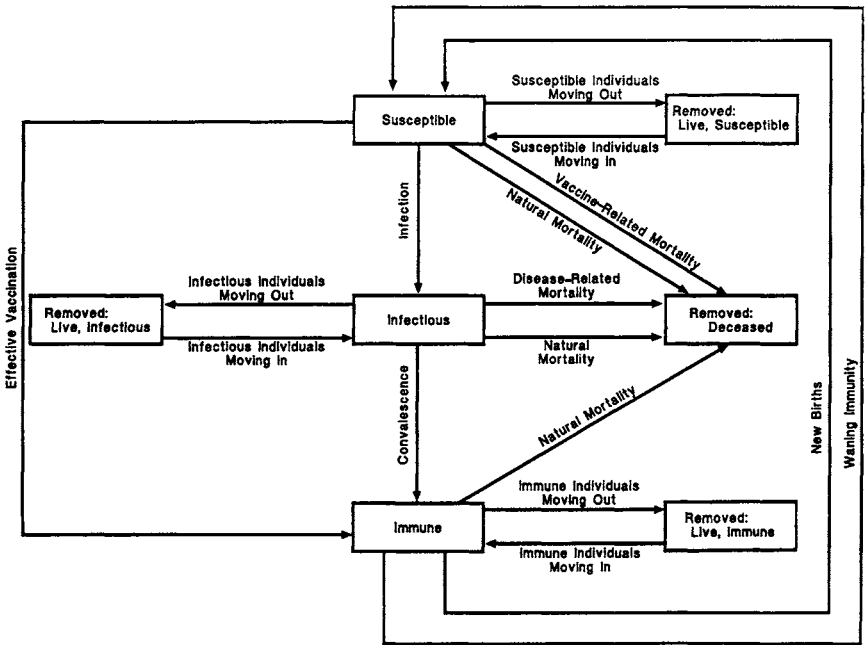 Susceptible Individuals
Moving Out
Susceptible
Removed:
Live, Susceptible
Susceptible Individuals
Moving In
Vaccine-Related Mortality
Natural Mortality
Infection
Effective Vaccination
Infectious Individuals
Moving Out
Disease-Related
Mortality
Removed:
Live, Infectious
Infectious
Removed:
Deceased
Infectious Individuals
Moving In
Natural
Mortality
Convalescence
Natural Mortality
New Births
Waning Immunity
Immune Individuals
Moving Out
Immune
Removed:
Live, Immune
Immune Individuals
Moving In